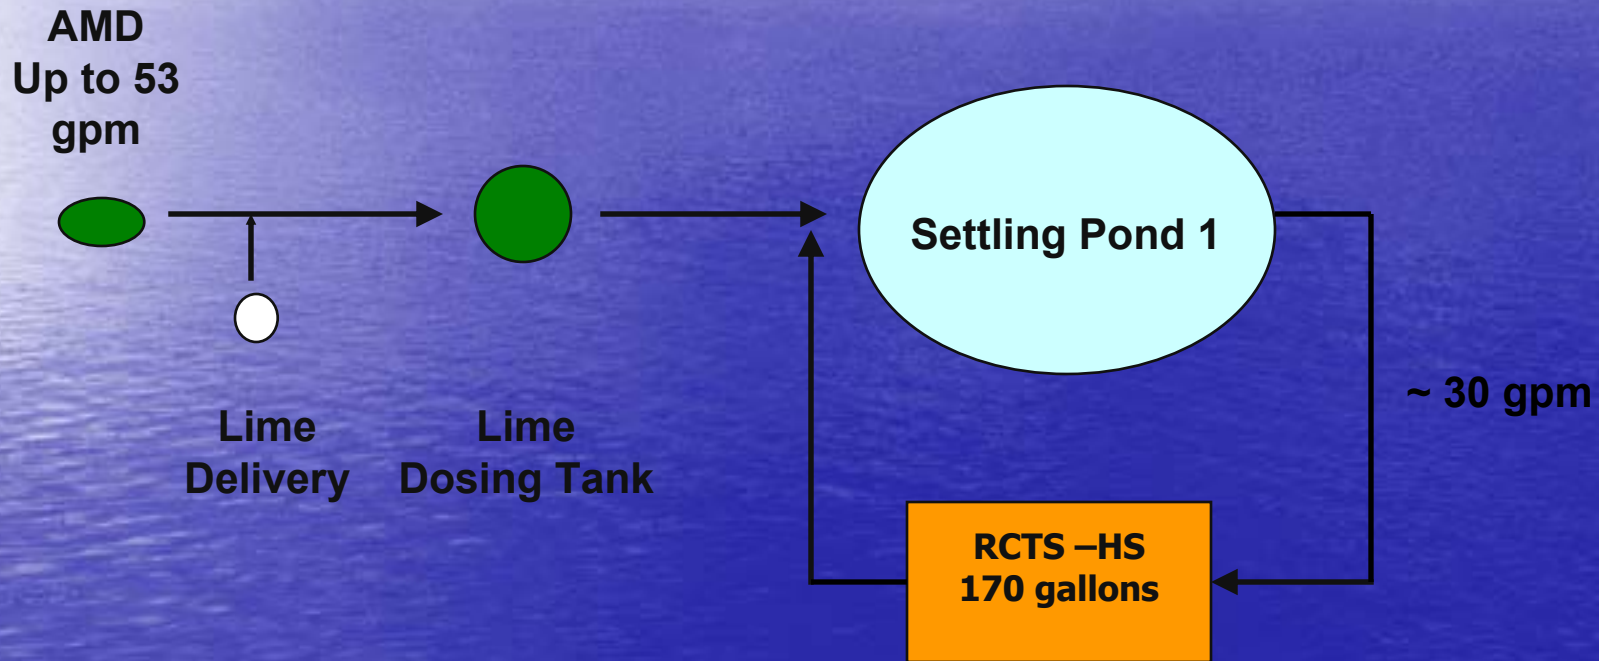 AMD
Up to 53
gpm
Settling Pond 1
~ 30 gpm
Lime
Delivery
Lime
Dosing Tank
RCTS –HS
170 gallons